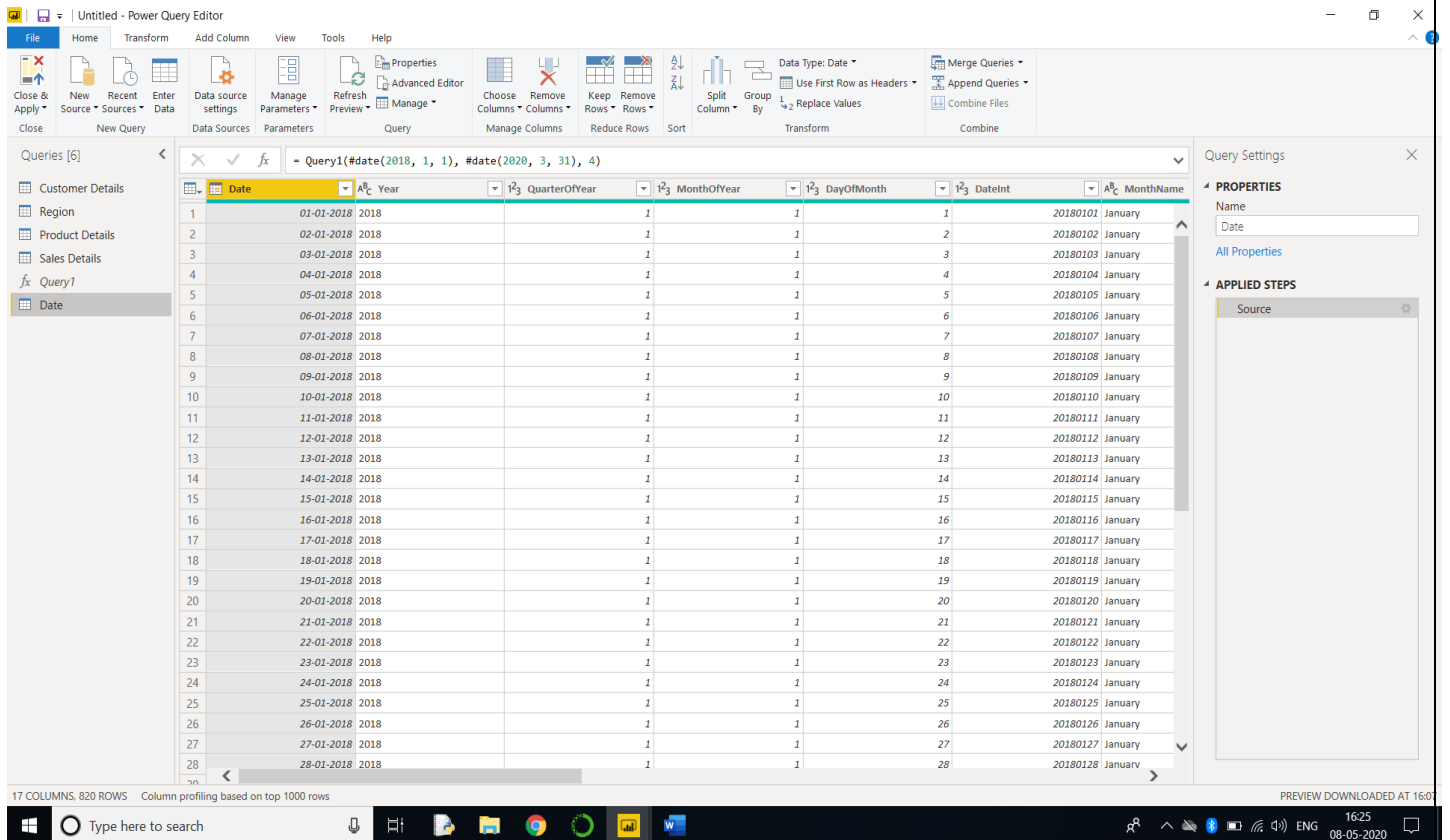 Untitled - Power Query Editor
File Home Transform Add Column View Tools Help
Close & Apply New Source Recent Sources Enter Data Data source settings Manage Parameters Refresh Preview Properties Advanced Editor Manage Choose Columns Remove Columns Keep Rows Remove Rows Split Column Group By Data Type: Date Use First Row as Headers Replace Values Merge Queries Append Queries Combine Files
Close New Query Data Sources Parameters Query Manage Columns Reduce Rows Sort Transform Combine
Queries [6]
Customer Details
Region
Product Details
Sales Details
fx Query1
Date
fx = Query1(#date(2018, 1, 1), #date(2020, 3, 31), 4)
Date ABC Year 123 QuarterOfYear 123 MonthOfYear 123 DayOfMonth 123 DateInt ABC MonthName
1 01-01-2018 2018 1 1 1 20180101 January
2 02-01-2018 2018 1 1 2 20180102 January
3 03-01-2018 2018 1 1 3 20180103 January
4 04-01-2018 2018 1 1 4 20180104 January
5 05-01-2018 2018 1 1 5 20180105 January
6 06-01-2018 2018 1 1 6 20180106 January
7 07-01-2018 2018 1 1 7 20180107 January
8 08-01-2018 2018 1 1 8 20180108 January
9 09-01-2018 2018 1 1 9 20180109 January
10 10-01-2018 2018 1 1 10 20180110 January
11 11-01-2018 2018 1 1 11 20180111 January
12 12-01-2018 2018 1 1 12 20180112 January
13 13-01-2018 2018 1 1 13 20180113 January
14 14-01-2018 2018 1 1 14 20180114 January
15 15-01-2018 2018 1 1 15 20180115 January
16 16-01-2018 2018 1 1 16 20180116 January
17 17-01-2018 2018 1 1 17 20180117 January
18 18-01-2018 2018 1 1 18 20180118 January
19 19-01-2018 2018 1 1 19 20180119 January
20 20-01-2018 2018 1 1 20 20180120 January
21 21-01-2018 2018 1 1 21 20180121 January
22 22-01-2018 2018 1 1 22 20180122 January
23 23-01-2018 2018 1 1 23 20180123 January
24 24-01-2018 2018 1 1 24 20180124 January
25 25-01-2018 2018 1 1 25 20180125 January
26 26-01-2018 2018 1 1 26 20180126 January
27 27-01-2018 2018 1 1 27 20180127 January
28 28-01-2018 2018 1 1 28 20180128 January
Query Settings
PROPERTIES
Name
Date
All Properties
APPLIED STEPS
Source
17 COLUMNS, 820 ROWS Column profiling based on top 1000 rows
PREVIEW DOWNLOADED AT 16:07
Type here to search
ENG
16:25
08-05-2020